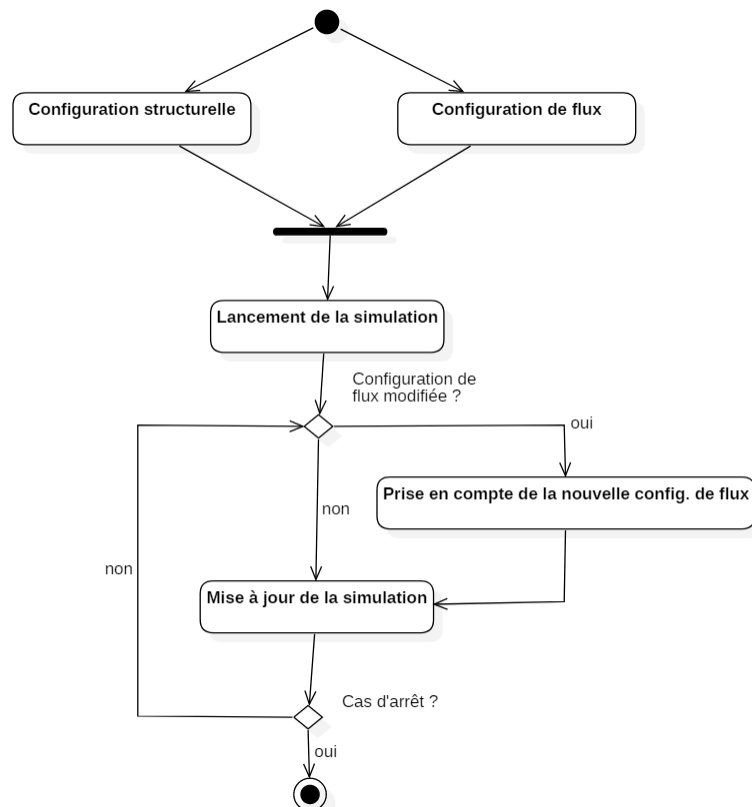 Configuration structurelle
Configuration de flux
Lancement de la simulation
Configuration de
flux modifiée ?
oui
Prise en compte de la nouvelle config. de flux
non
non
Mise à jour de la simulation
Cas d'arrêt ?
oui